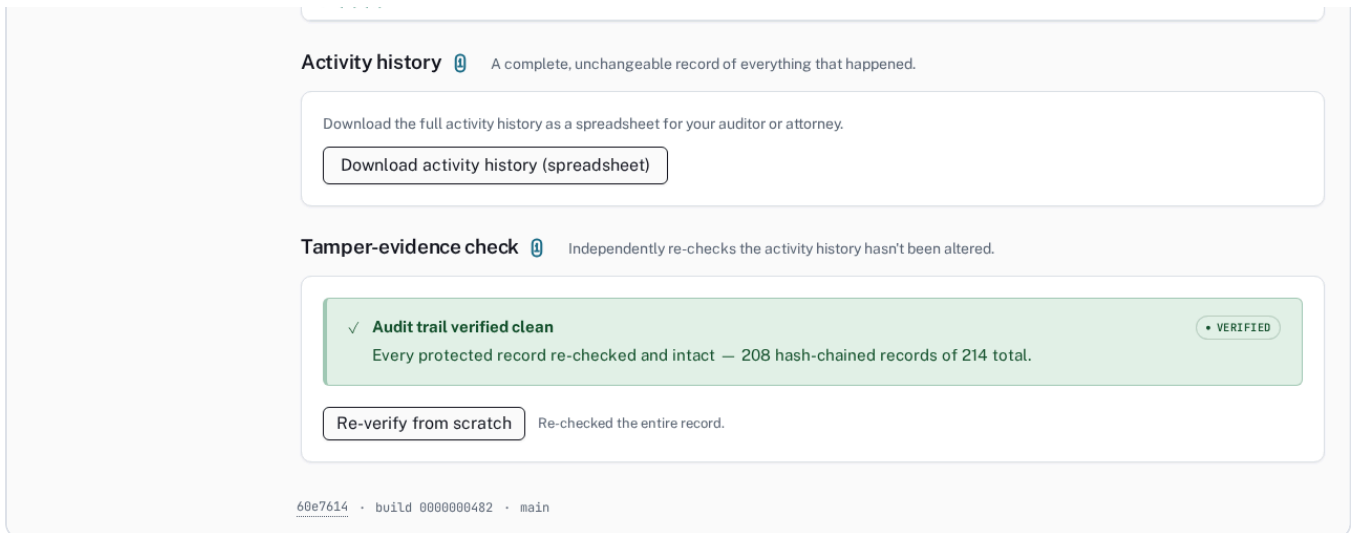 Activity history A complete, unchangeable record of everything that happened.
Download the full activity history as a spreadsheet for your auditor or attorney.
Download activity history (spreadsheet)
Tamper-evidence check Independently re-checks the activity history hasn't been altered.
✓ Audit trail verified clean • VERIFIED
Every protected record re-checked and intact — 208 hash-chained records of 214 total.
Re-verify from scratch Re-checked the entire record.
60e7614 · build 0000000482 · main